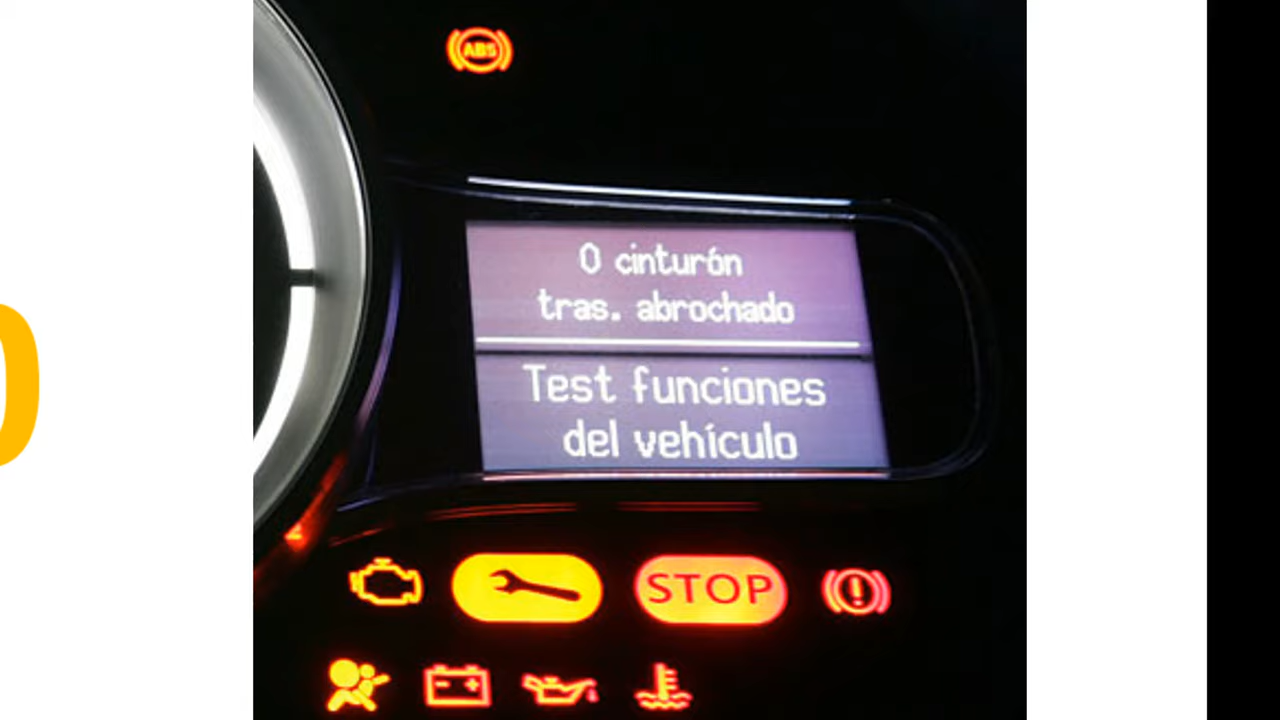 ABS
0 cinturón
tras. abrochado
Test funciones
del vehículo
STOP